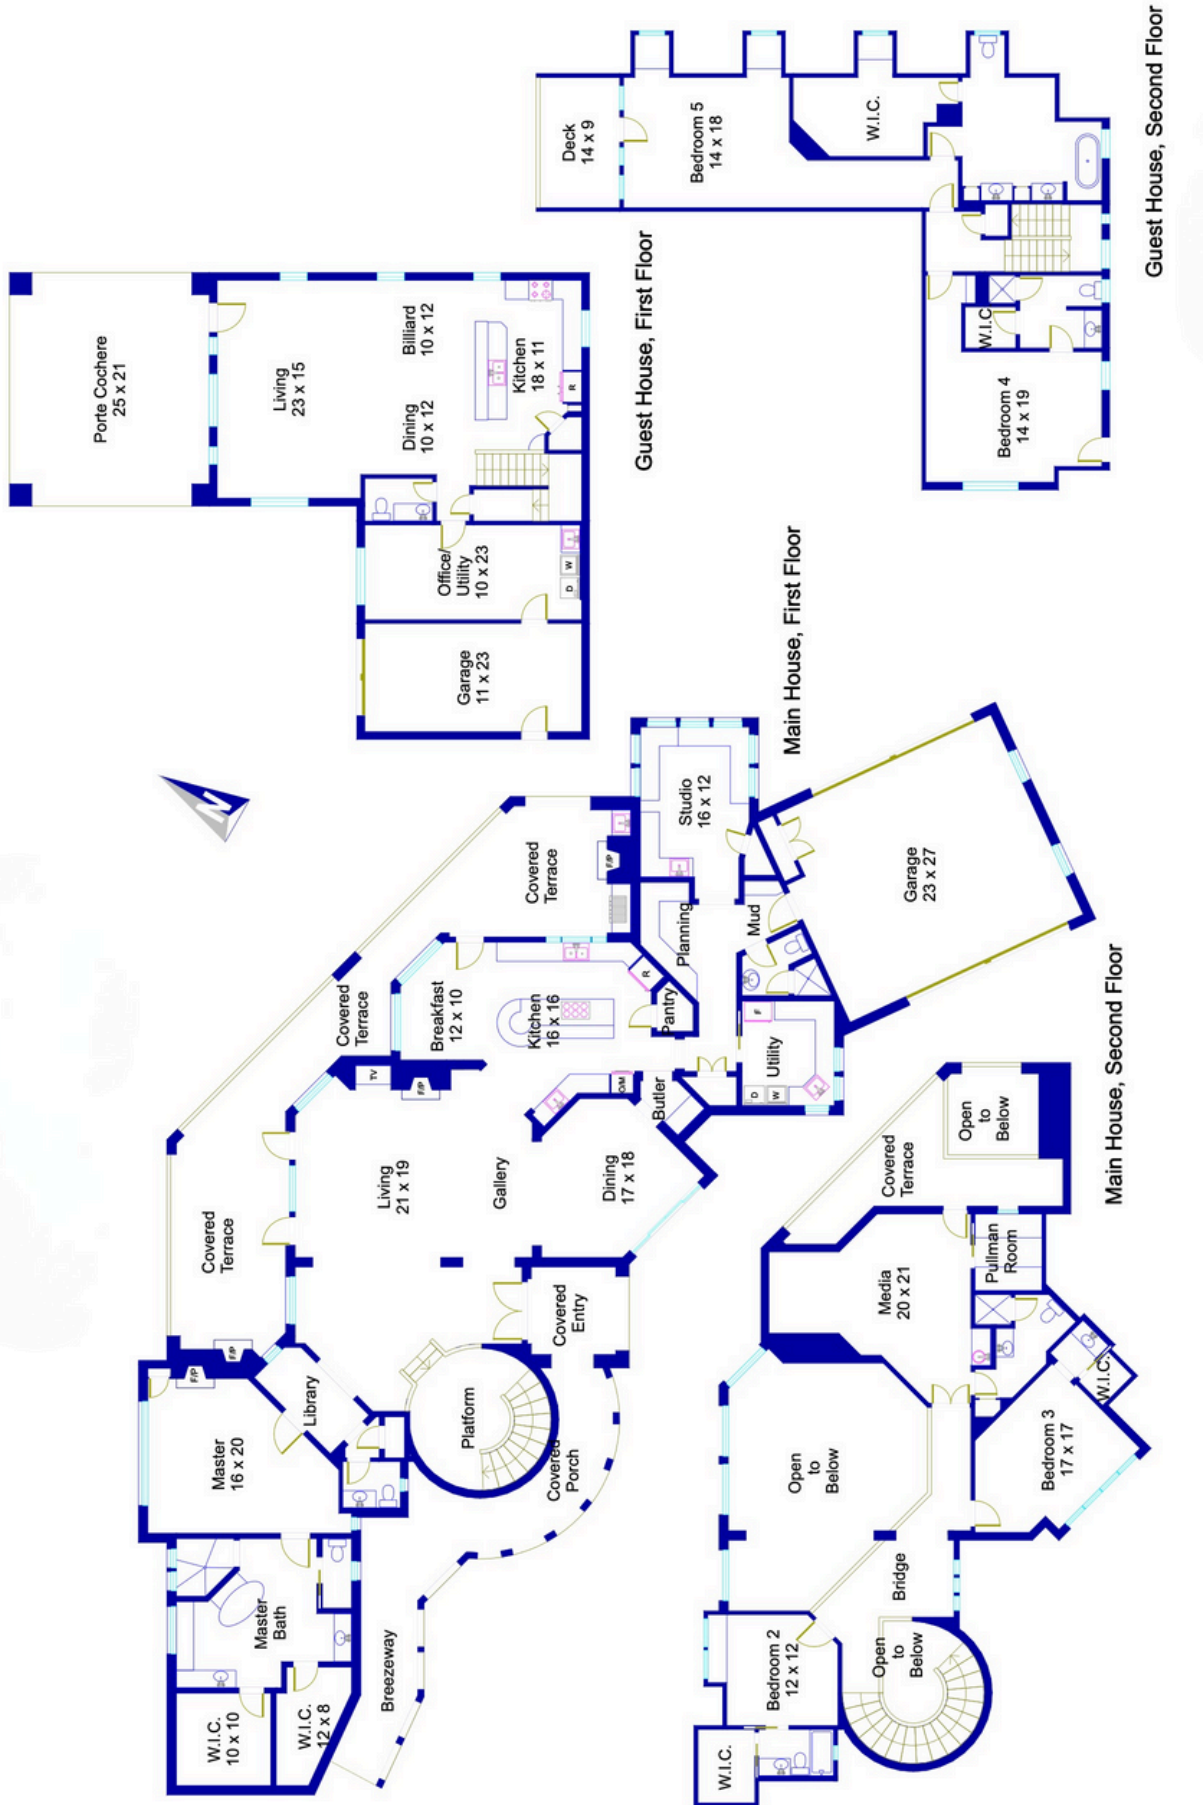 Porte Cochere
25 x 21
Living
23 x 15
Dining
10 x 12
Billiard
10 x 12
Kitchen
18 x 11
R
Office/
Utility
10 x 23
D
W
Garage
11 x 23
Guest House, First Floor
Deck
14 x 9
Bedroom 5
14 x 18
W.I.C.
W.I.C
Bedroom 4
14 x 19
Guest House, Second Floor
N
Covered
Terrace
F/P
F/P
Master
16 x 20
Library
Master
Bath
W.I.C.
10 x 10
W.I.C.
12 x 8
Breezeway
Covered
Porch
Platform
Covered
Entry
Living
21 x 19
Gallery
Dining
17 x 18
TV
F/P
Covered
Terrace
Breakfast
12 x 10
Kitchen
16 x 16
O/M
Butler
Pantry
R
Covered
Terrace
F/P
Planning
Studio
16 x 12
Mud
Utility
F
D
W
Garage
23 x 27
Main House, First Floor
Covered
Terrace
Open
to
Below
Media
20 x 21
Pullman
Room
Open
to
Below
W.I.C.
Bedroom 3
17 x 17
Bridge
Open
to
Below
Bedroom 2
12 x 12
W.I.C.
Main House, Second Floor